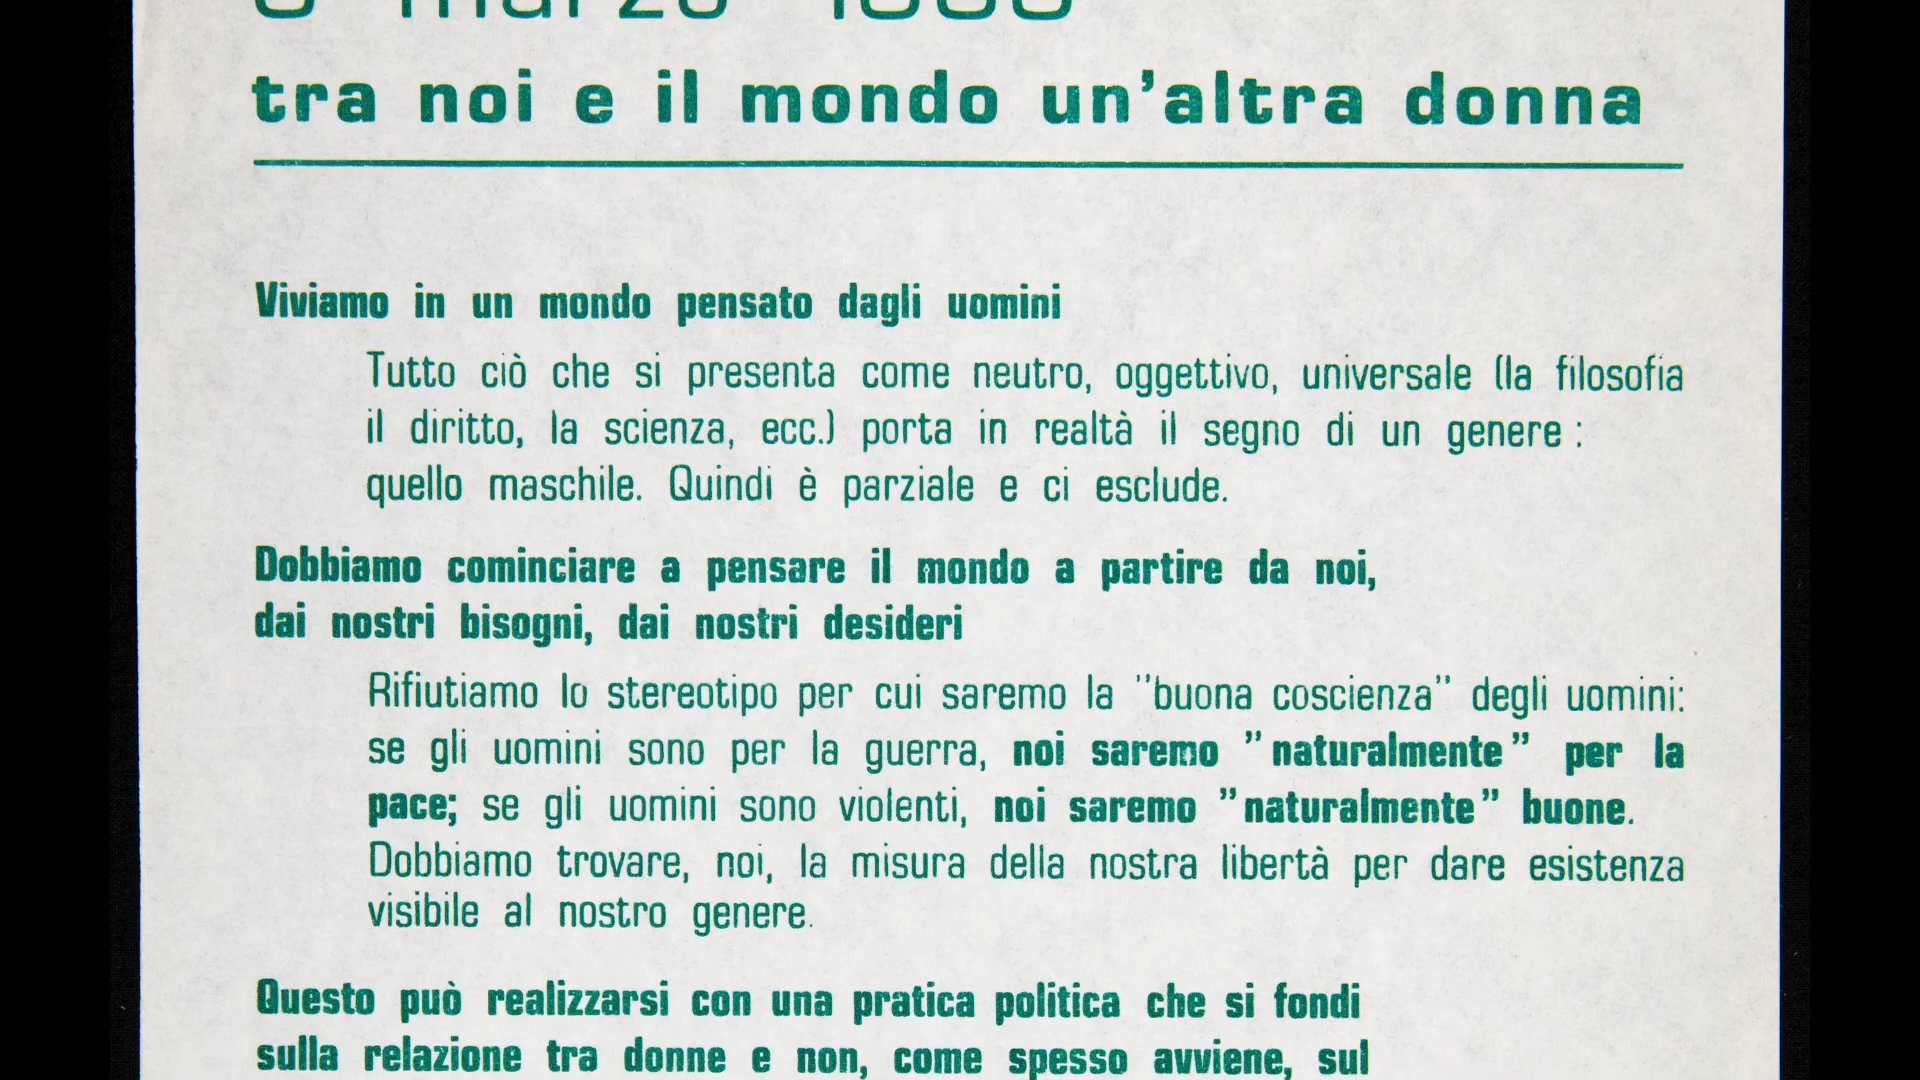 marzo
tra noi e il mondo un'altra donna
Viviamo in un mondo pensato dagli uomini
Tutto ciò che si presenta come neutro, oggettivo, universale (la filosofia
il diritto, la scienza, ecc.) porta in realtà il segno di un genere :
quello maschile. Quindi è parziale e ci esclude.
Dobbiamo cominciare a pensare il mondo a partire da noi,
dai nostri bisogni, dai nostri desideri
Rifiutiamo lo stereotipo per cui saremo la "buona coscienza" degli uomini:
se gli uomini sono per la guerra, noi saremo "naturalmente" per la
pace; se gli uomini sono violenti, noi saremo "naturalmente" buone.
Dobbiamo trovare, noi, la misura della nostra libertà per dare esistenza
visibile al nostro genere.
Questo può realizzarsi con una pratica politica che si fondi
sulla relazione tra donne e non, come spesso avviene, sul